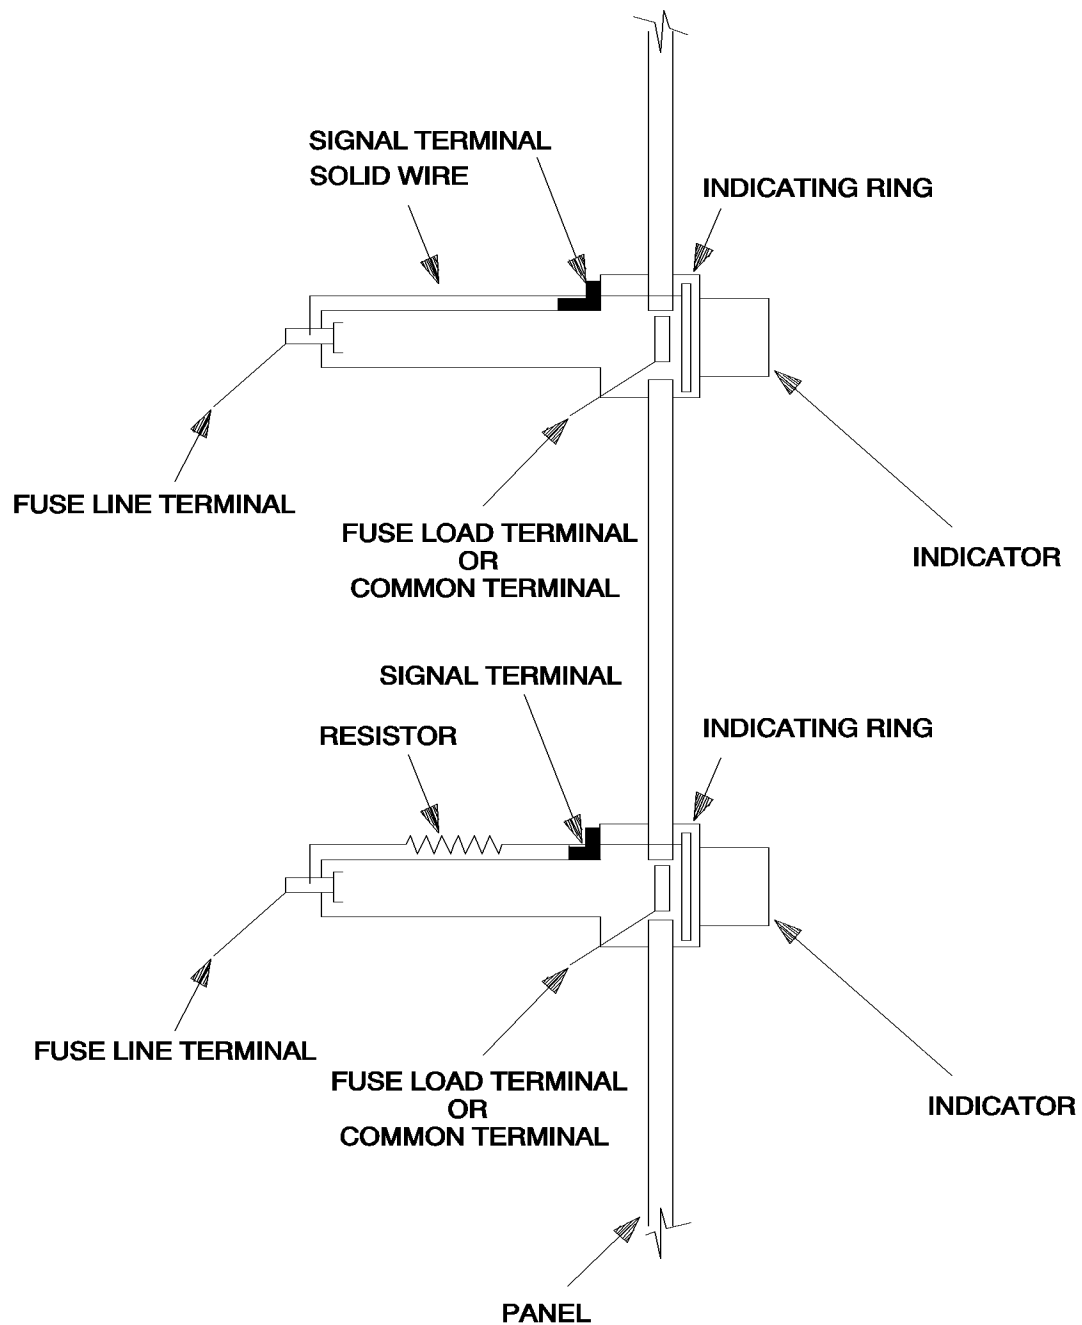 SIGNAL TERMINAL
SOLID WIRE
INDICATING RING
FUSE LINE TERMINAL
FUSE LOAD TERMINAL
OR
COMMON TERMINAL
INDICATOR
SIGNAL TERMINAL
RESISTOR
INDICATING RING
FUSE LINE TERMINAL
FUSE LOAD TERMINAL
OR
COMMON TERMINAL
INDICATOR
PANEL